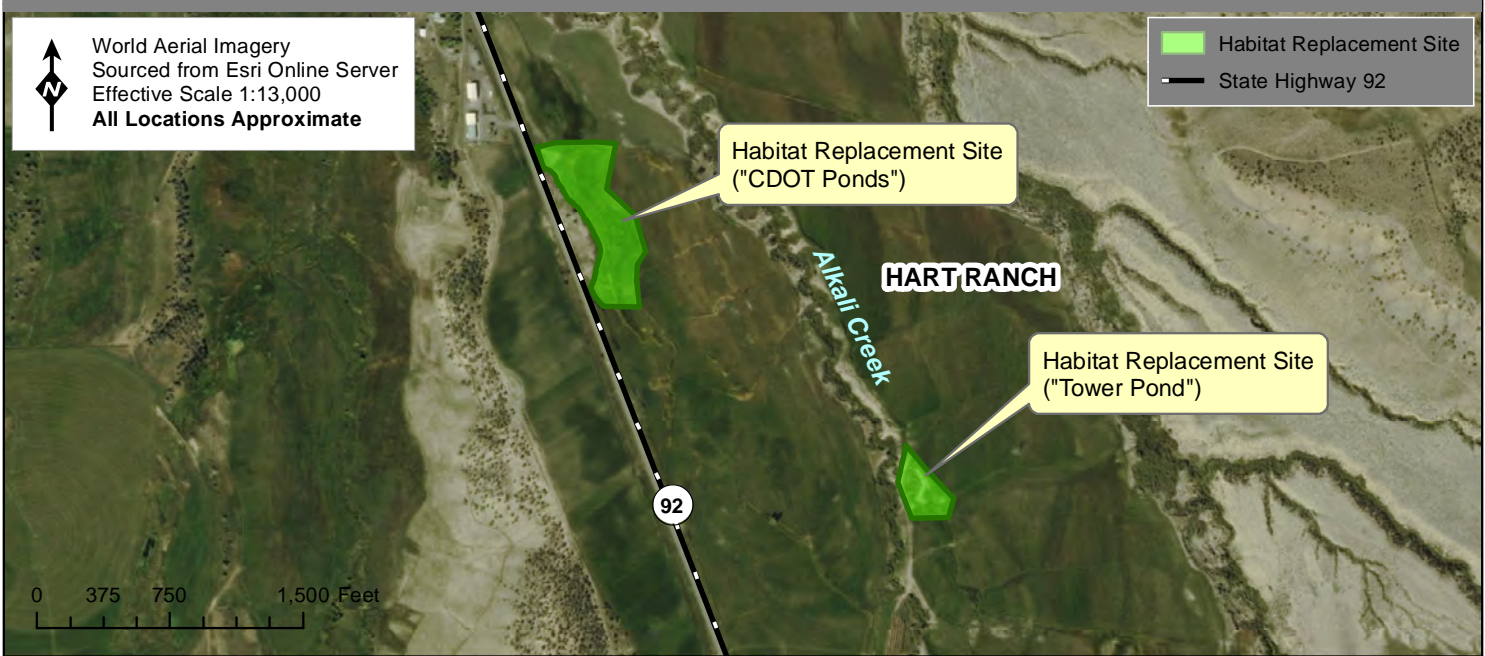 World Aerial Imagery
Sourced from Esri Online Server
Effective Scale 1:13,000
All Locations Approximate
N
Habitat Replacement Site
State Highway 92
Habitat Replacement Site
("CDOT Ponds")
Alkali Creek
HART RANCH
Habitat Replacement Site
("Tower Pond")
92
0 375 750 1,500 Feet